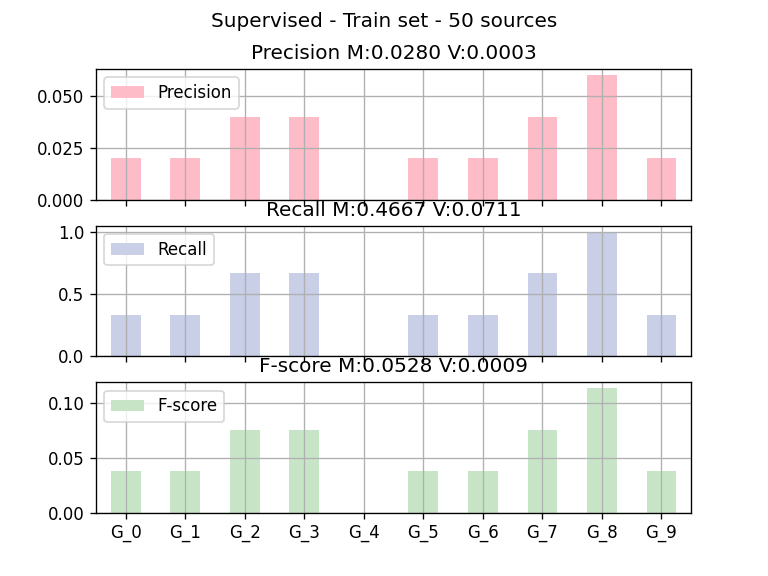 Supervised - Train set - 50 sources
Precision M:0.0280 V:0.0003
0.050
0.025
0.000
Precision
Recall M:0.4667 V:0.0711
1.0
0.5
0.0
Recall
F-score M:0.0528 V:0.0009
0.10
0.05
0.00
F-score
G_0 G_1 G_2 G_3 G_4 G_5 G_6 G_7 G_8 G_9